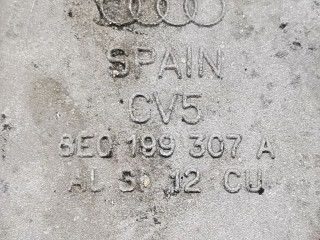 SPAIN
CV5
8E0 199 307 A
AL SI 12 CU